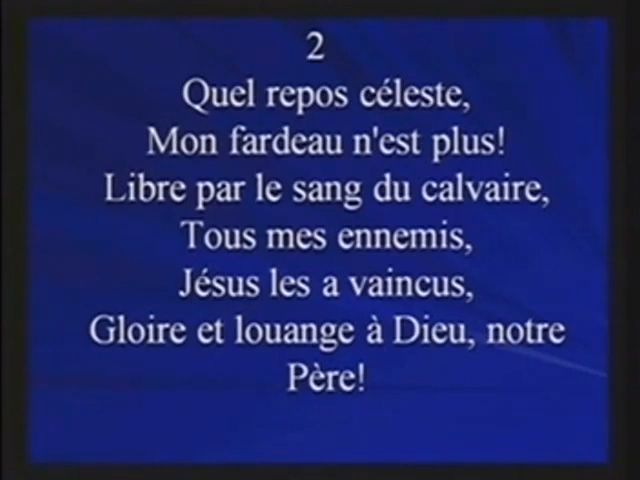 2
Quel repos céleste,
Mon fardeau n'est plus!
Libre par le sang du calvaire,
Tous mes ennemis,
Jésus les a vaincus,
Gloire et louange à Dieu, notre
Père!